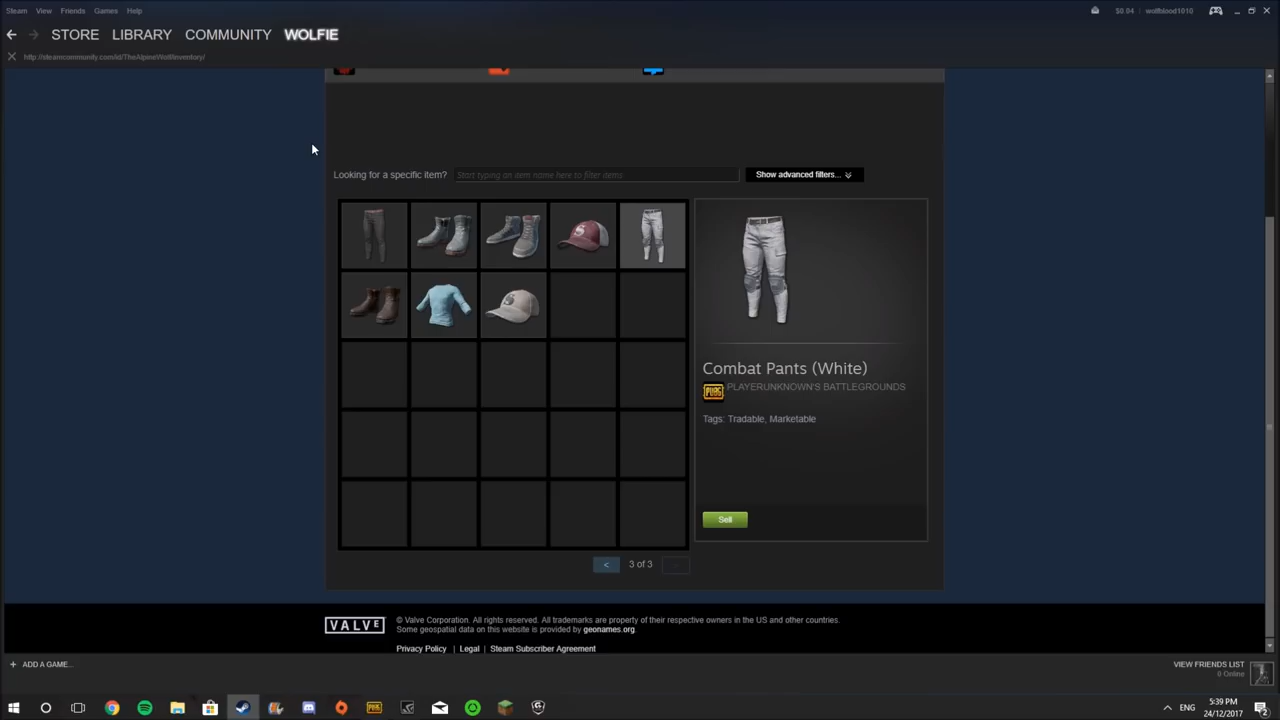 Steam View Friends Games Help
$0.04 wolfblood1010
STORE LIBRARY COMMUNITY WOLFIE
Looking for a specific item? Start typing an item name here to filter items Show advanced filters...
Combat Pants (White)
PUBG PLAYERUNKNOWN'S BATTLEGROUNDS
Tags: Tradable, Marketable
Sell
< 3 of 3
VALVE © Valve Corporation. All rights reserved. All trademarks are property of their respective owners in the US and other countries.
Some geospatial data on this website is provided by geonames.org.
Privacy Policy | Legal | Steam Subscriber Agreement
+ ADD A GAME...
VIEW FRIENDS LIST
0 Online
ENG
5:39 PM
24/12/2017